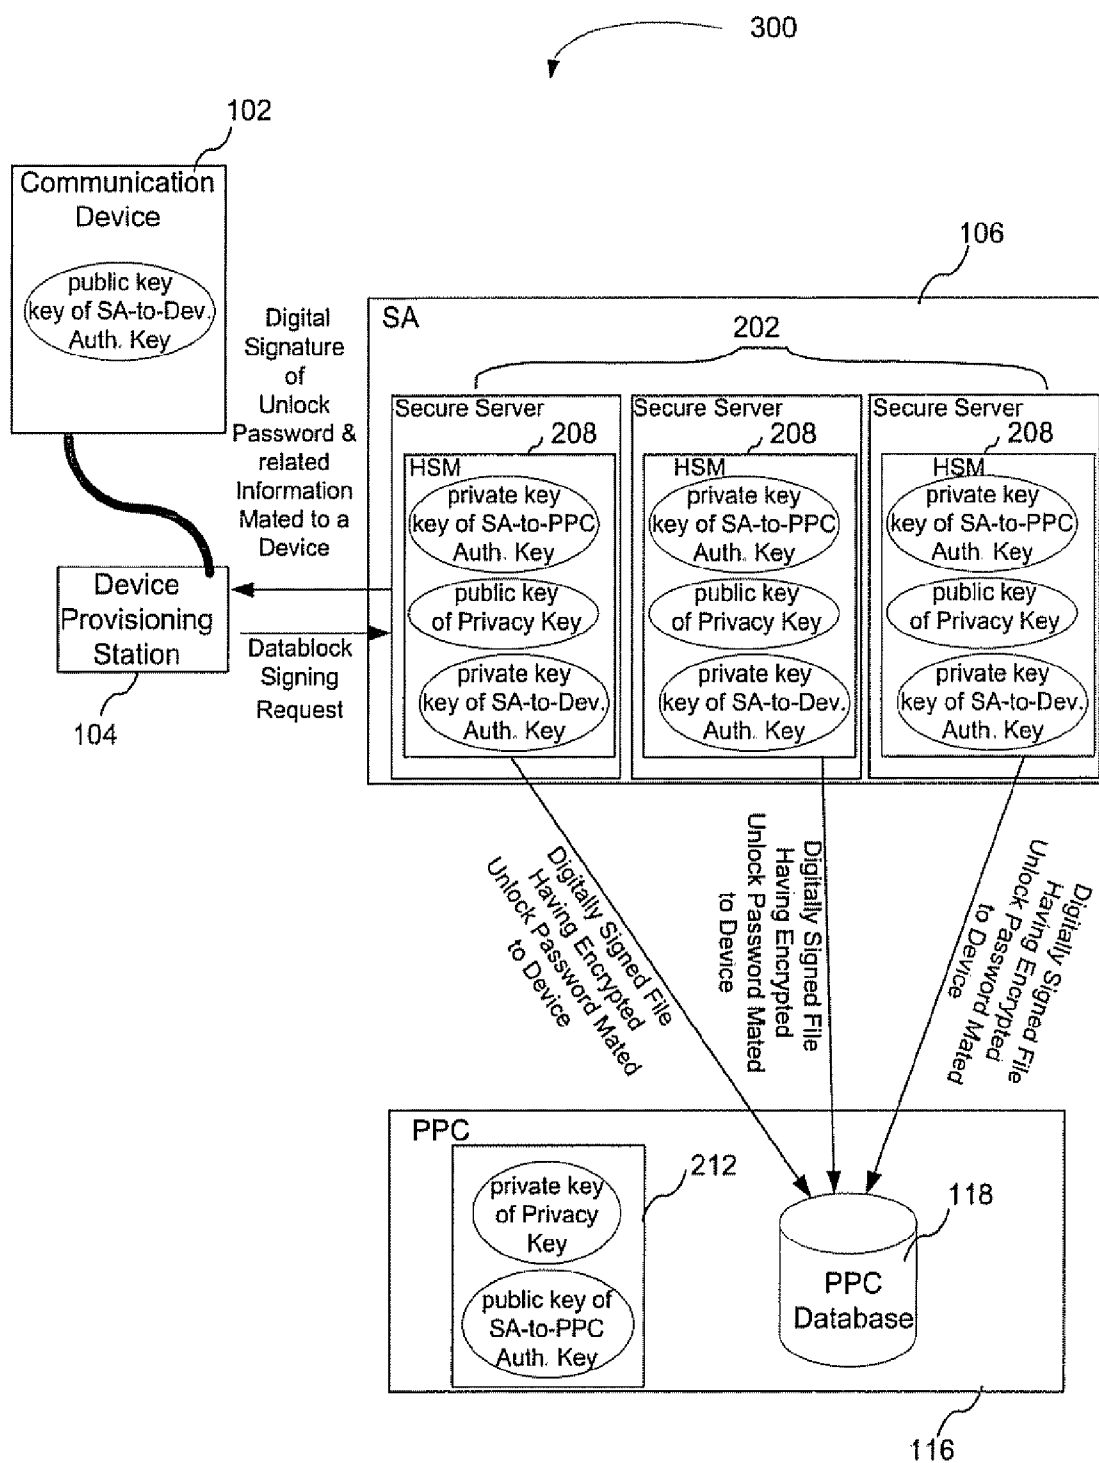 300
102
Communication
Device
public key
key of SA-to-Dev.
Auth. Key
Digital
Signature
of
Unlock
Password &
related
Information
Mated to a
Device
Device
Provisioning
Station
104
Datablock
Signing
Request
106
SA
202
Secure Server
208
HSM
private key
key of SA-to-PPC
Auth. Key
public key
of Privacy Key
private key
key of SA-to-Dev.
Auth. Key
Secure Server
208
HSM
private key
key of SA-to-PPC
Auth. Key
public key
of Privacy Key
private key
key of SA-to-Dev.
Auth. Key
Secure Server
208
HSM
private key
key of SA-to-PPC
Auth. Key
public key
of Privacy Key
private key
key of SA-to-Dev.
Auth. Key
Digitally Signed File
Having Encrypted
Unlock Password Mated
to Device
Digitally Signed File
Having Encrypted
Unlock Password Mated
to Device
Digitally Signed File
Having Encrypted
Unlock Password Mated
to Device
PPC
212
private key
of Privacy
Key
public key of
SA-to-PPC
Auth. Key
118
PPC
Database
116